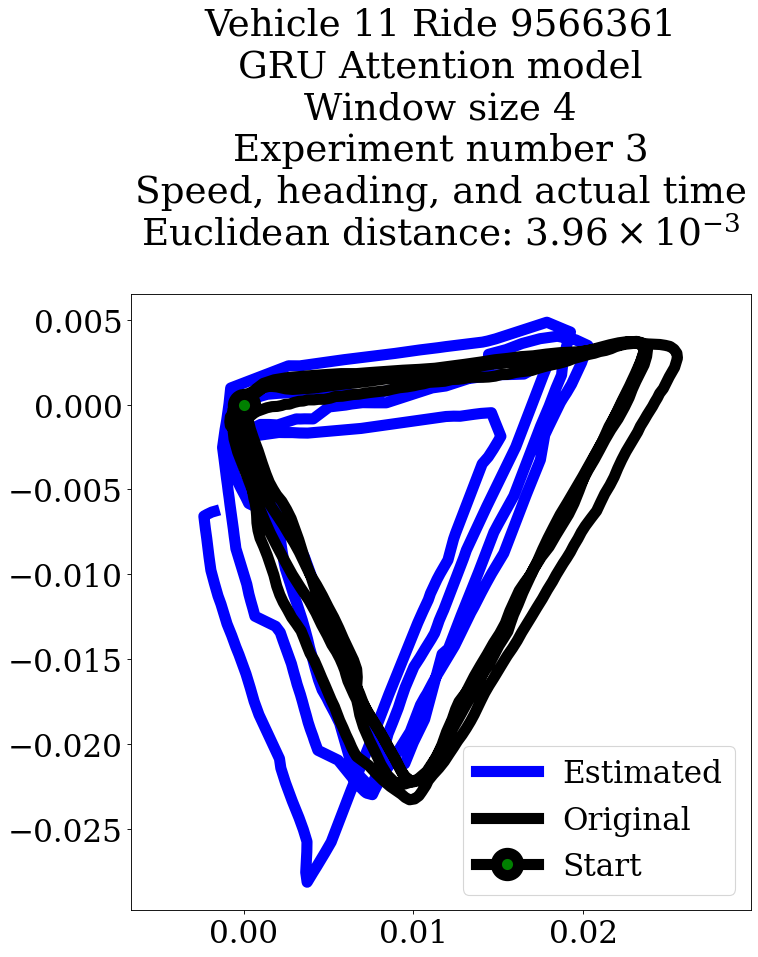 Vehicle 11 Ride 9566361
GRU Attention model
Window size 4
Experiment number 3
Speed, heading, and actual time
Euclidean distance: 3.96 × 10⁻³
0.005
0.000
−0.005
−0.010
−0.015
−0.020
−0.025
Estimated
Original
Start
0.00 0.01 0.02